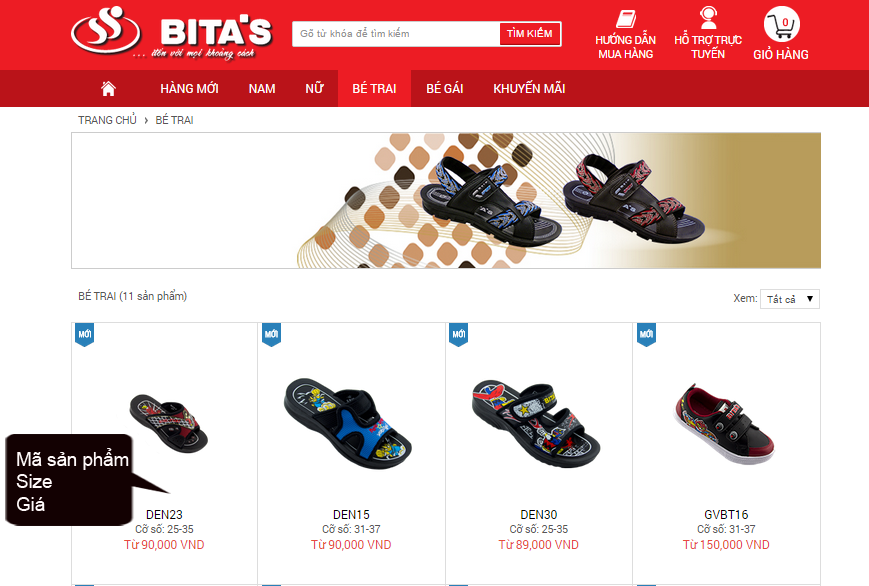 BITA'S
... đến với mọi khoảng cách
Gõ từ khóa để tìm kiếm
TÌM KIẾM
HƯỚNG DẪN
MUA HÀNG
HỖ TRỢ TRỰC
TUYẾN
0
GIỎ HÀNG
HÀNG MỚI NAM NỮ BÉ TRAI BÉ GÁI KHUYẾN MÃI
TRANG CHỦ › BÉ TRAI
BÉ TRAI (11 sản phẩm)
Xem: Tất cả ▼
MỚI MỚI MỚI MỚI
Mã sản phẩm
Size
Giá
DEN23
Cỡ số: 25-35
Từ 90,000 VND
DEN15
Cỡ số: 31-37
Từ 90,000 VND
DEN30
Cỡ số: 25-35
Từ 89,000 VND
GVBT16
Cỡ số: 31-37
Từ 150,000 VND